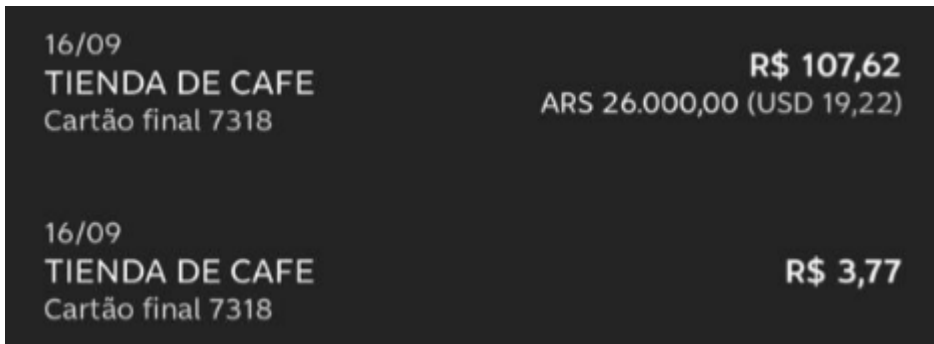 16/09
TIENDA DE CAFE
Cartão final 7318
R$ 107,62
ARS 26.000,00 (USD 19,22)
16/09
TIENDA DE CAFE
Cartão final 7318
R$ 3,77